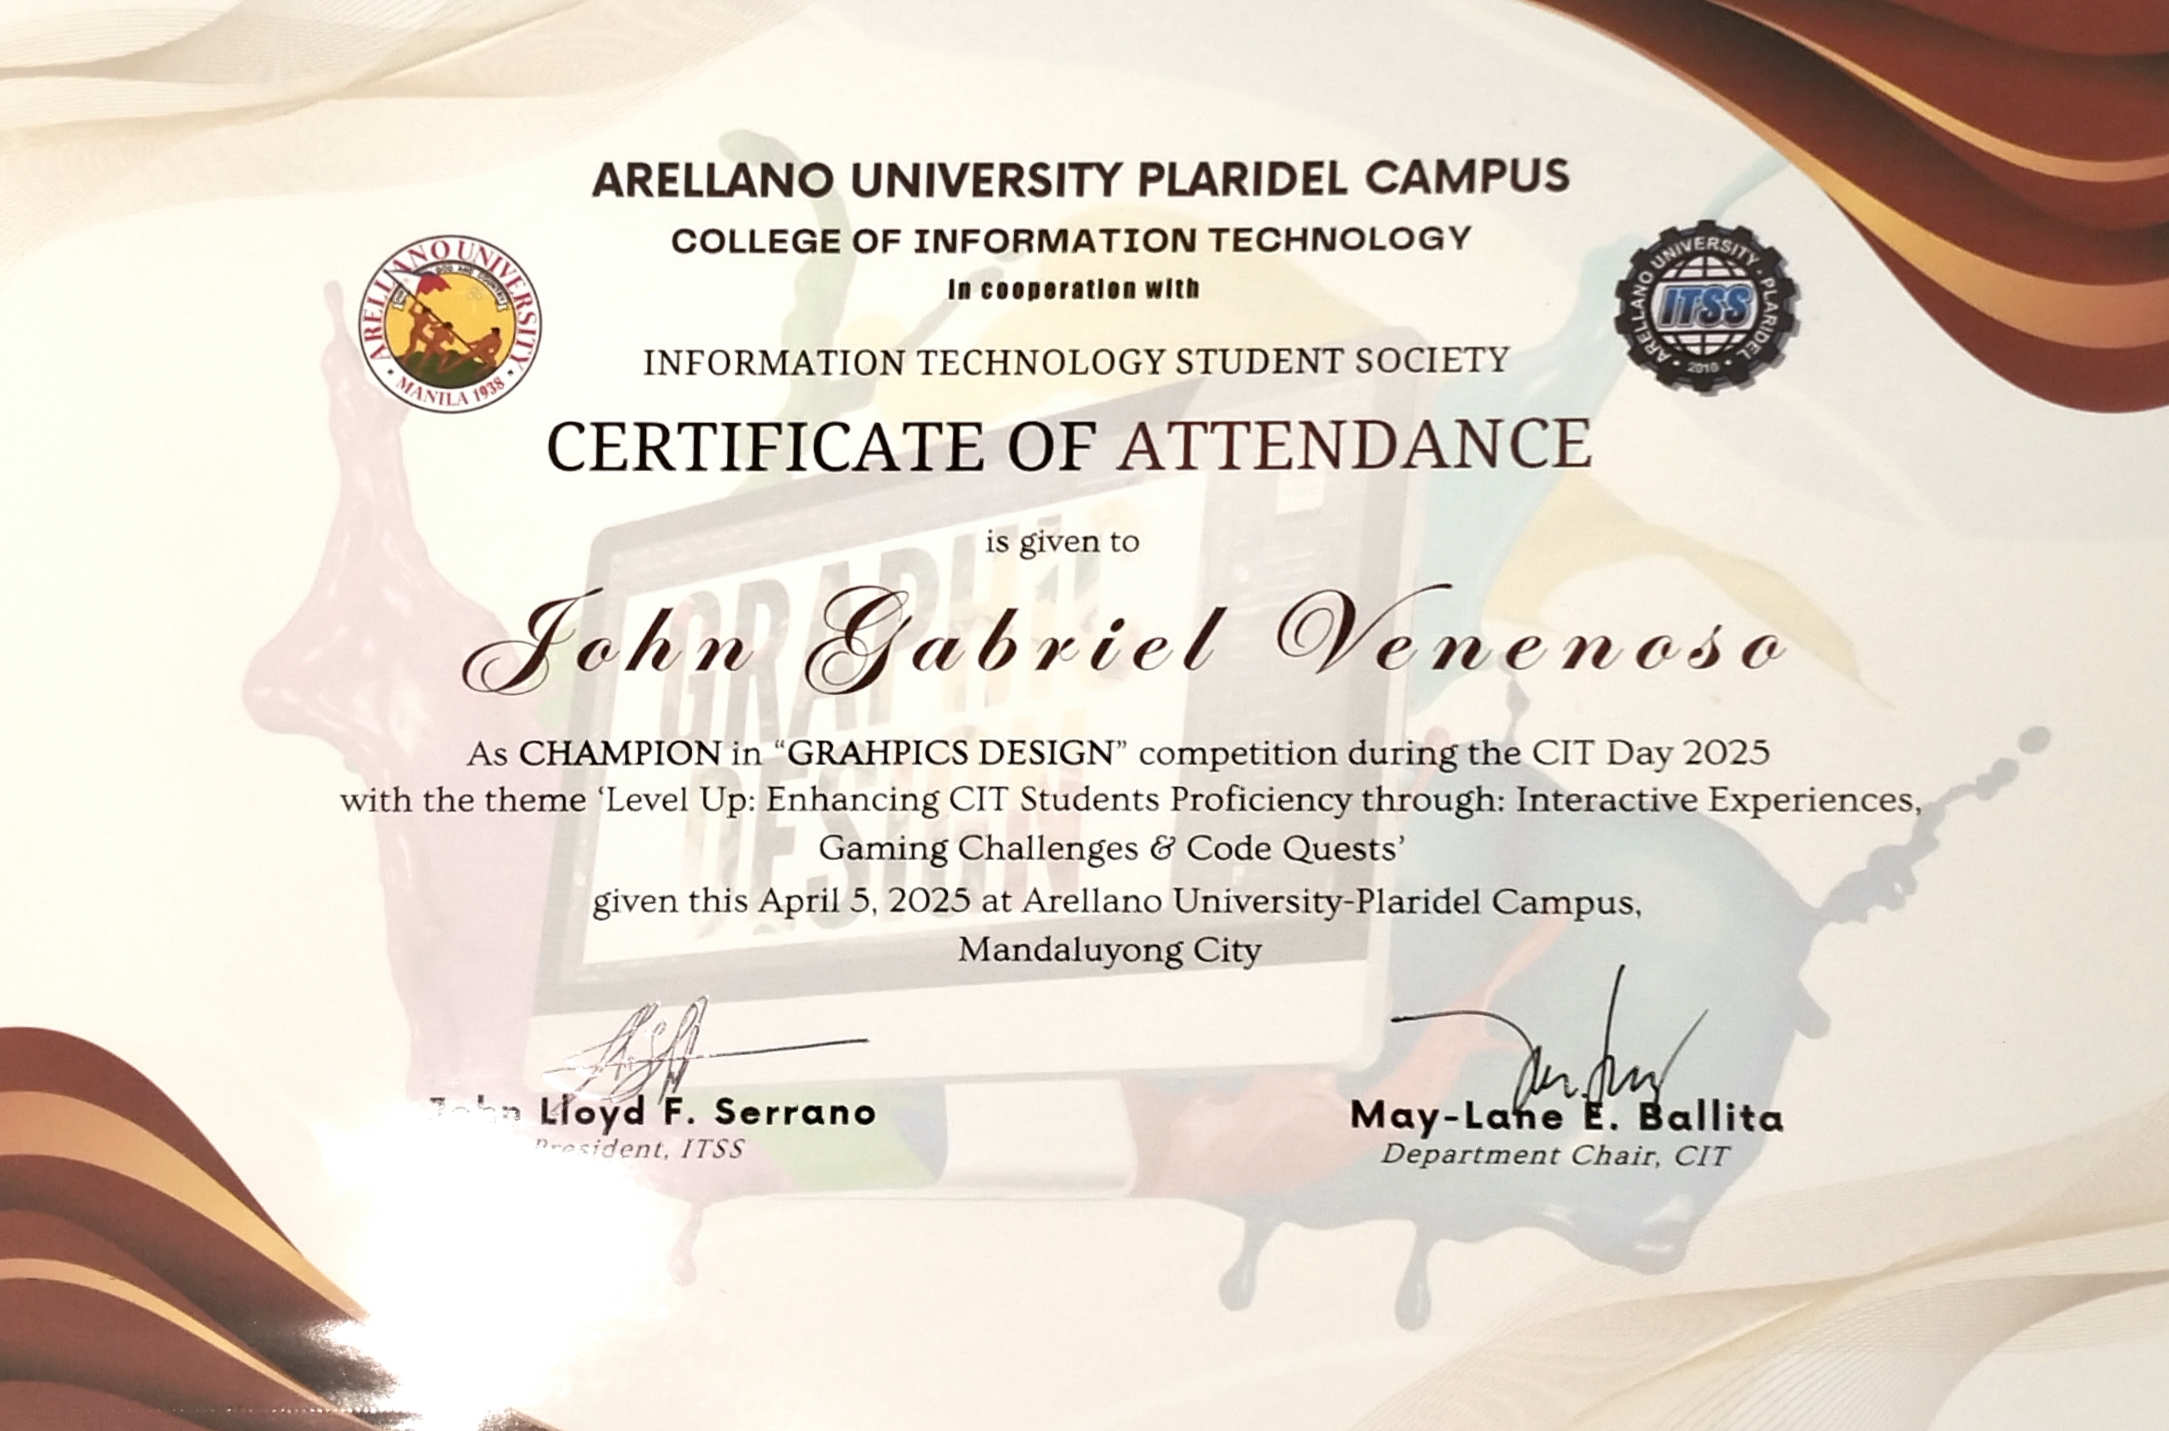 ARELLANO UNIVERSITY PLARIDEL CAMPUS
COLLEGE OF INFORMATION TECHNOLOGY
In cooperation with
INFORMATION TECHNOLOGY STUDENT SOCIETY
ARELLANO UNIVERSITY
MANILA 1938
ARELLANO UNIVERSITY · PLARIDEL
ITSS
2010
CERTIFICATE OF ATTENDANCE
is given to
John Gabriel Venenoso
GRAPHIC
DESIGN
As CHAMPION in “GRAHPICS DESIGN” competition during the CIT Day 2025
with the theme ‘Level Up: Enhancing CIT Students Proficiency through: Interactive Experiences,
Gaming Challenges & Code Quests’
given this April 5, 2025 at Arellano University-Plaridel Campus,
Mandaluyong City
John Lloyd F. Serrano
President, ITSS
May-Lane E. Ballita
Department Chair, CIT